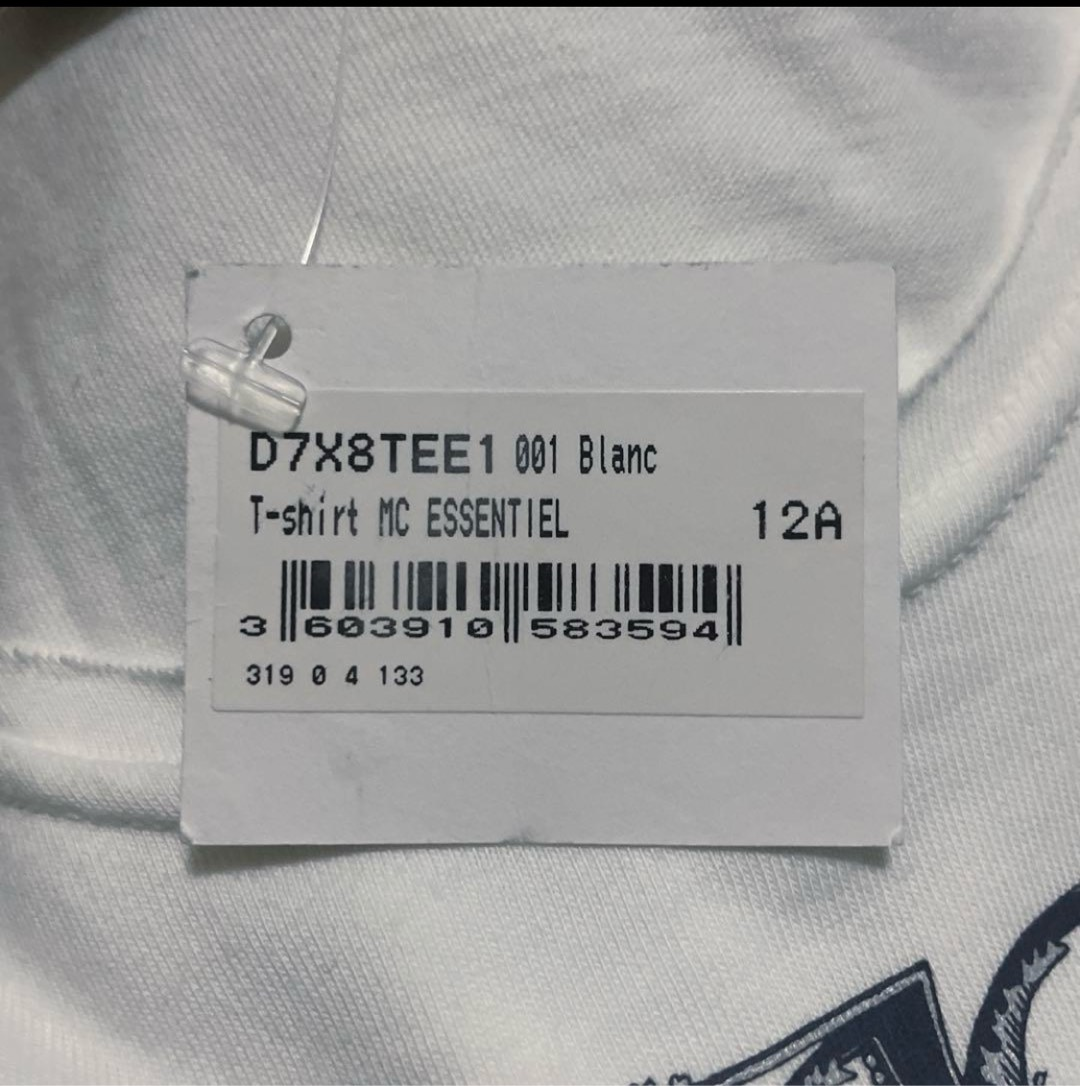 D7X8TEE1 001 Blanc
T-shirt MC ESSENTIEL 12A
3 603910 583594
319 0 4 133